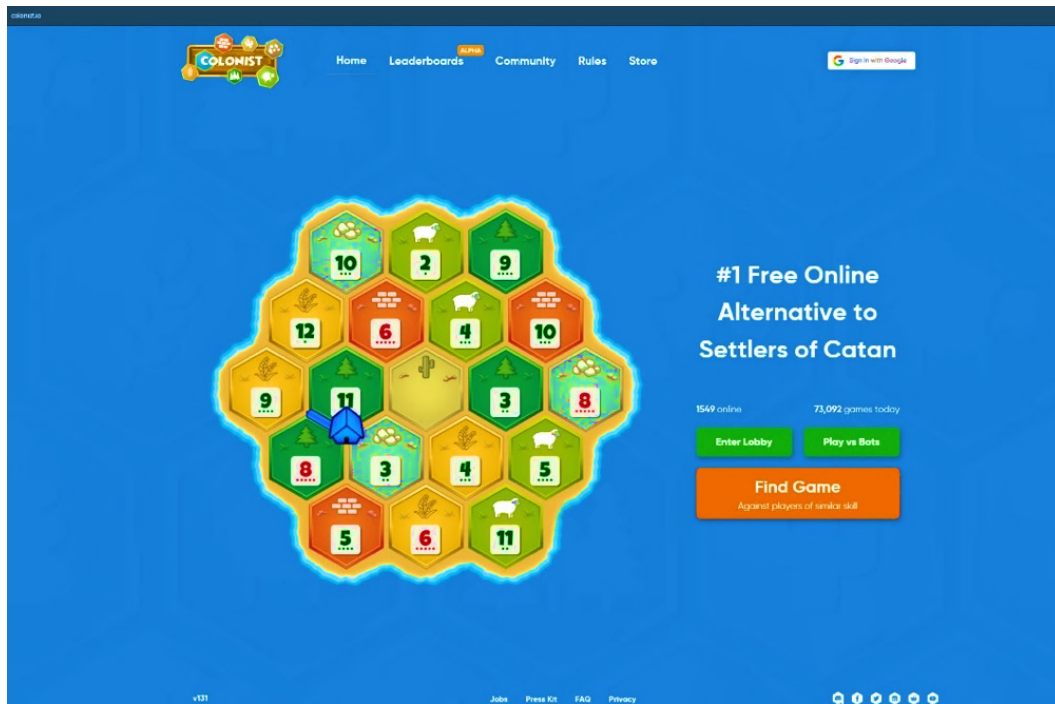 colonist.io
COLONIST
Home
Leaderboards
ALPHA
Community
Rules
Store
Sign in with Google
10
2
9
12
6
4
10
9
11
3
8
8
3
4
5
5
6
11
#1 Free Online
Alternative to
Settlers of Catan
1549 online
73,092 games today
Enter Lobby
Play vs Bots
Find Game
Against players of similar skill
v131
Jobs
Press Kit
FAQ
Privacy